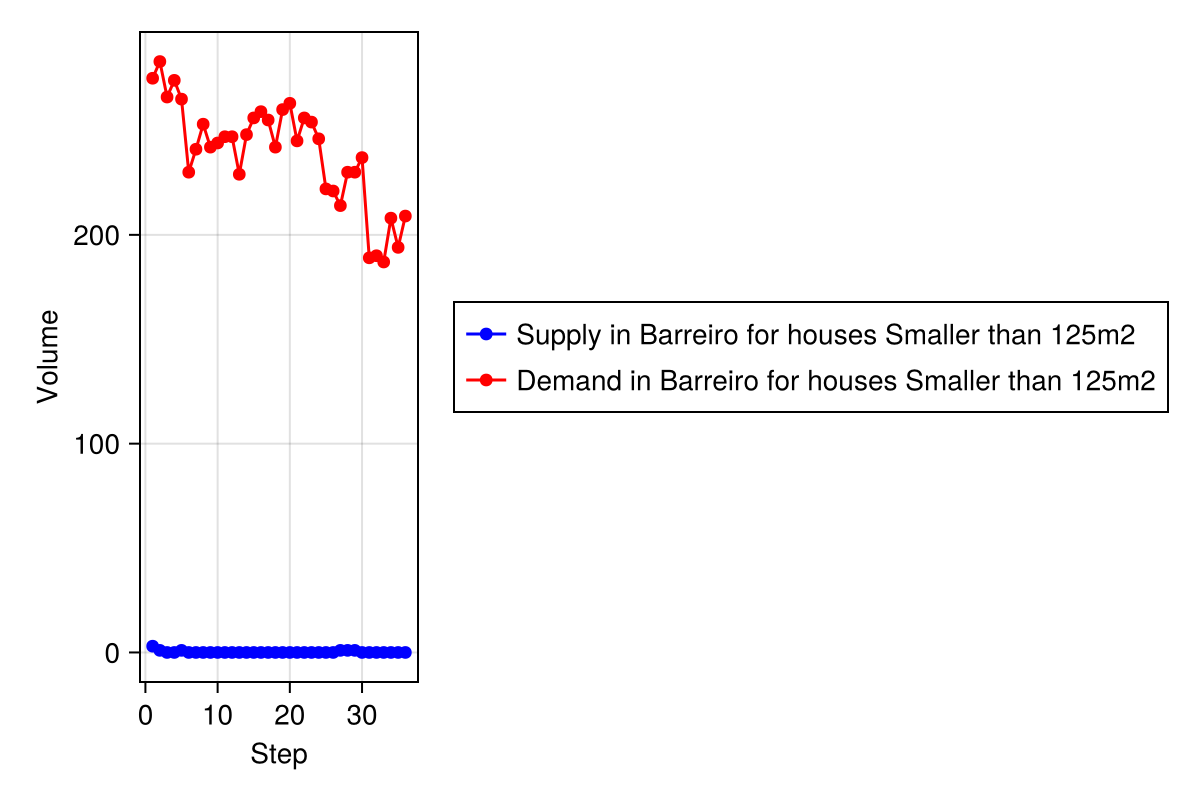 Volume
200
100
0
0 10 20 30
Step
Supply in Barreiro for houses Smaller than 125m2
Demand in Barreiro for houses Smaller than 125m2